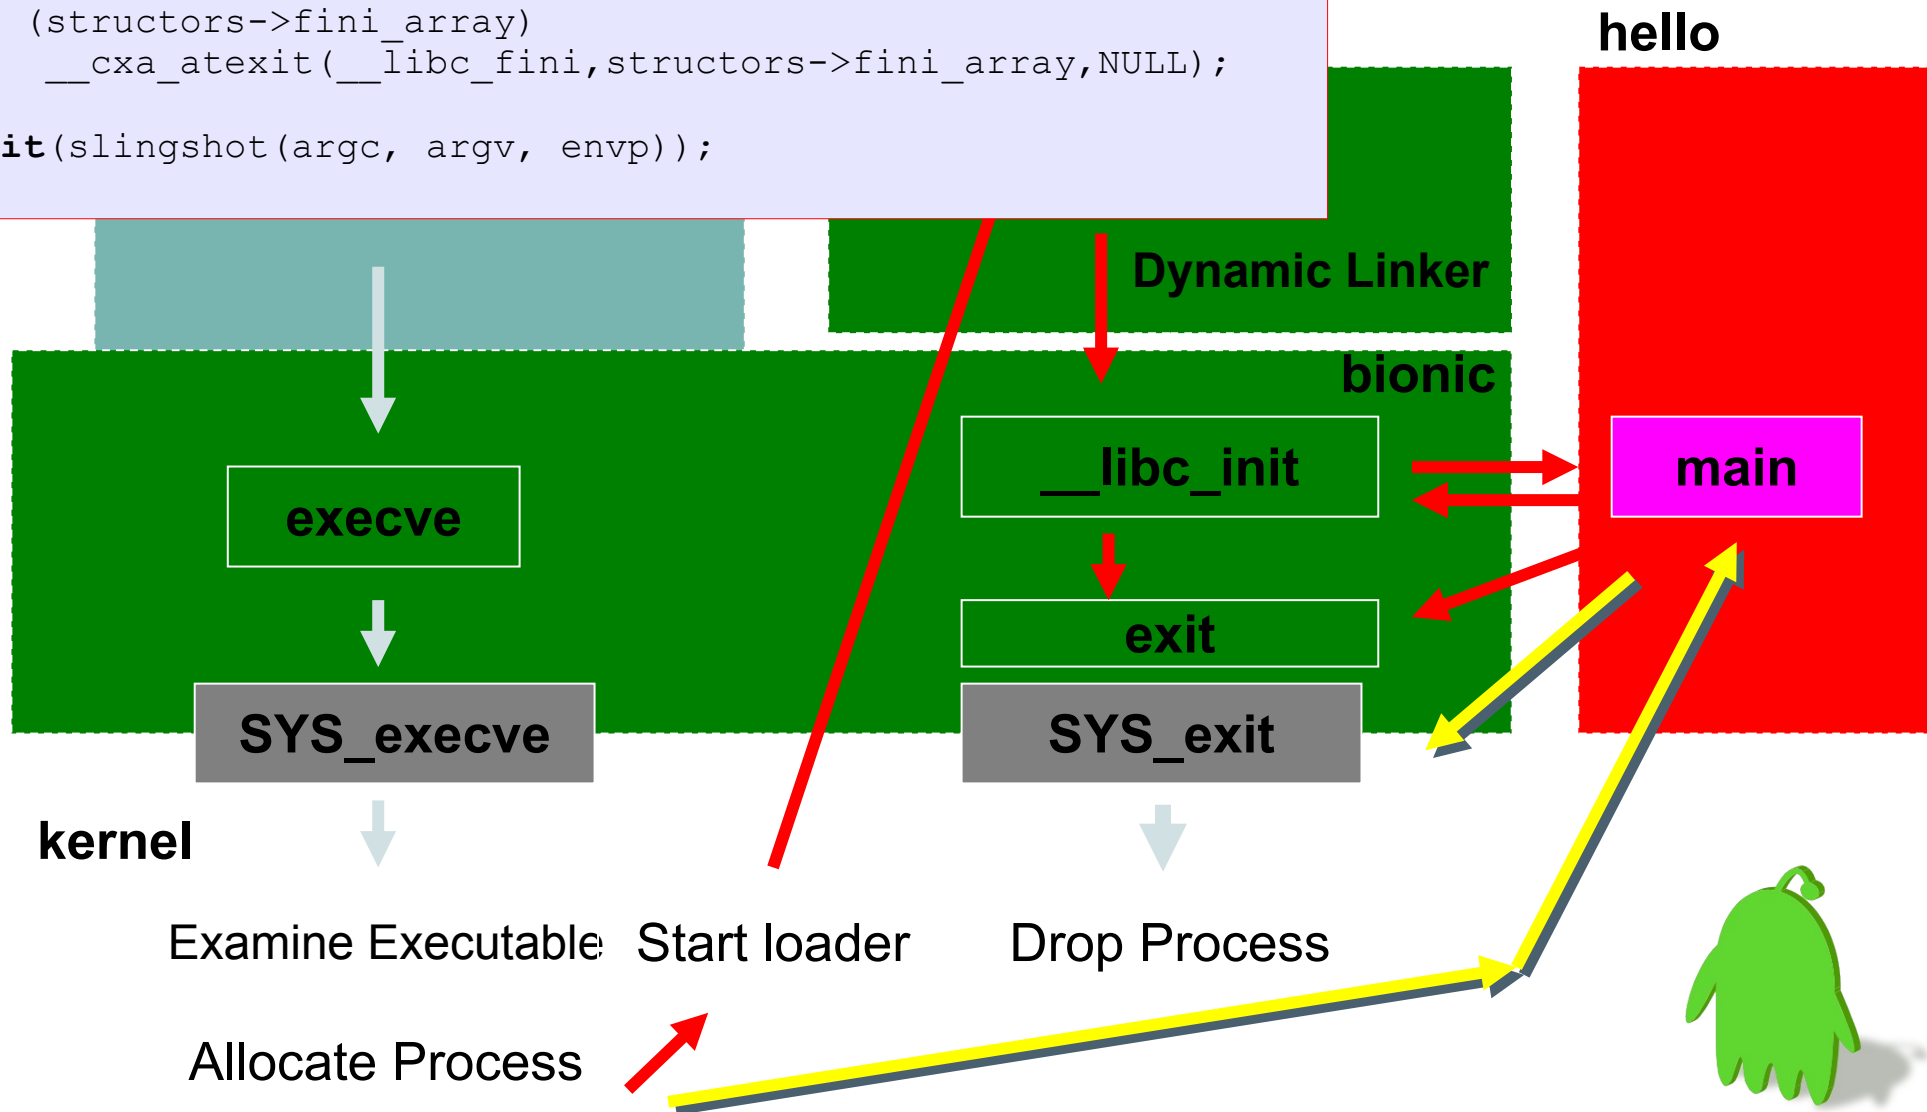 (structors->fini_array)
__cxa_atexit(__libc_fini,structors->fini_array,NULL);
it(slingshot(argc, argv, envp));
hello
Dynamic Linker
bionic
__libc_init
main
execve
exit
SYS_execve
SYS_exit
kernel
Examine Executable
Start loader
Drop Process
Allocate Process